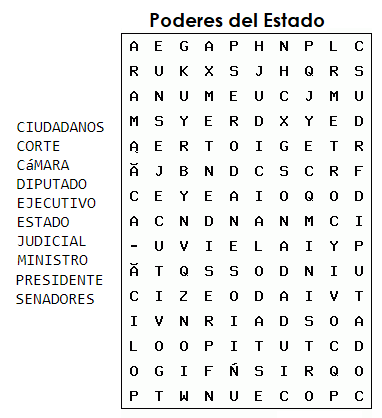 Poderes del Estado
CIUDADANOS
CORTE
CáMARA
DIPUTADO
EJECUTIVO
ESTADO
JUDICIAL
MINISTRO
PRESIDENTE
SENADORES
A E G A P H N P L C
R U K X S J H Q R S
A N U M E U C J M U
M S Y E R D X Y E D
Ą E R T O I G E T R
Ă J B N D C S C R F
C E Y E A I O Q O D
A C N D N A N M C I
- U V I E L A I Y P
Ă T Q S S O D N I U
C I Z E O D A I V T
I V N R I A D S O A
L O O P I T U T C D
O G I F Ñ S I R Q O
P T W N U E C O P C